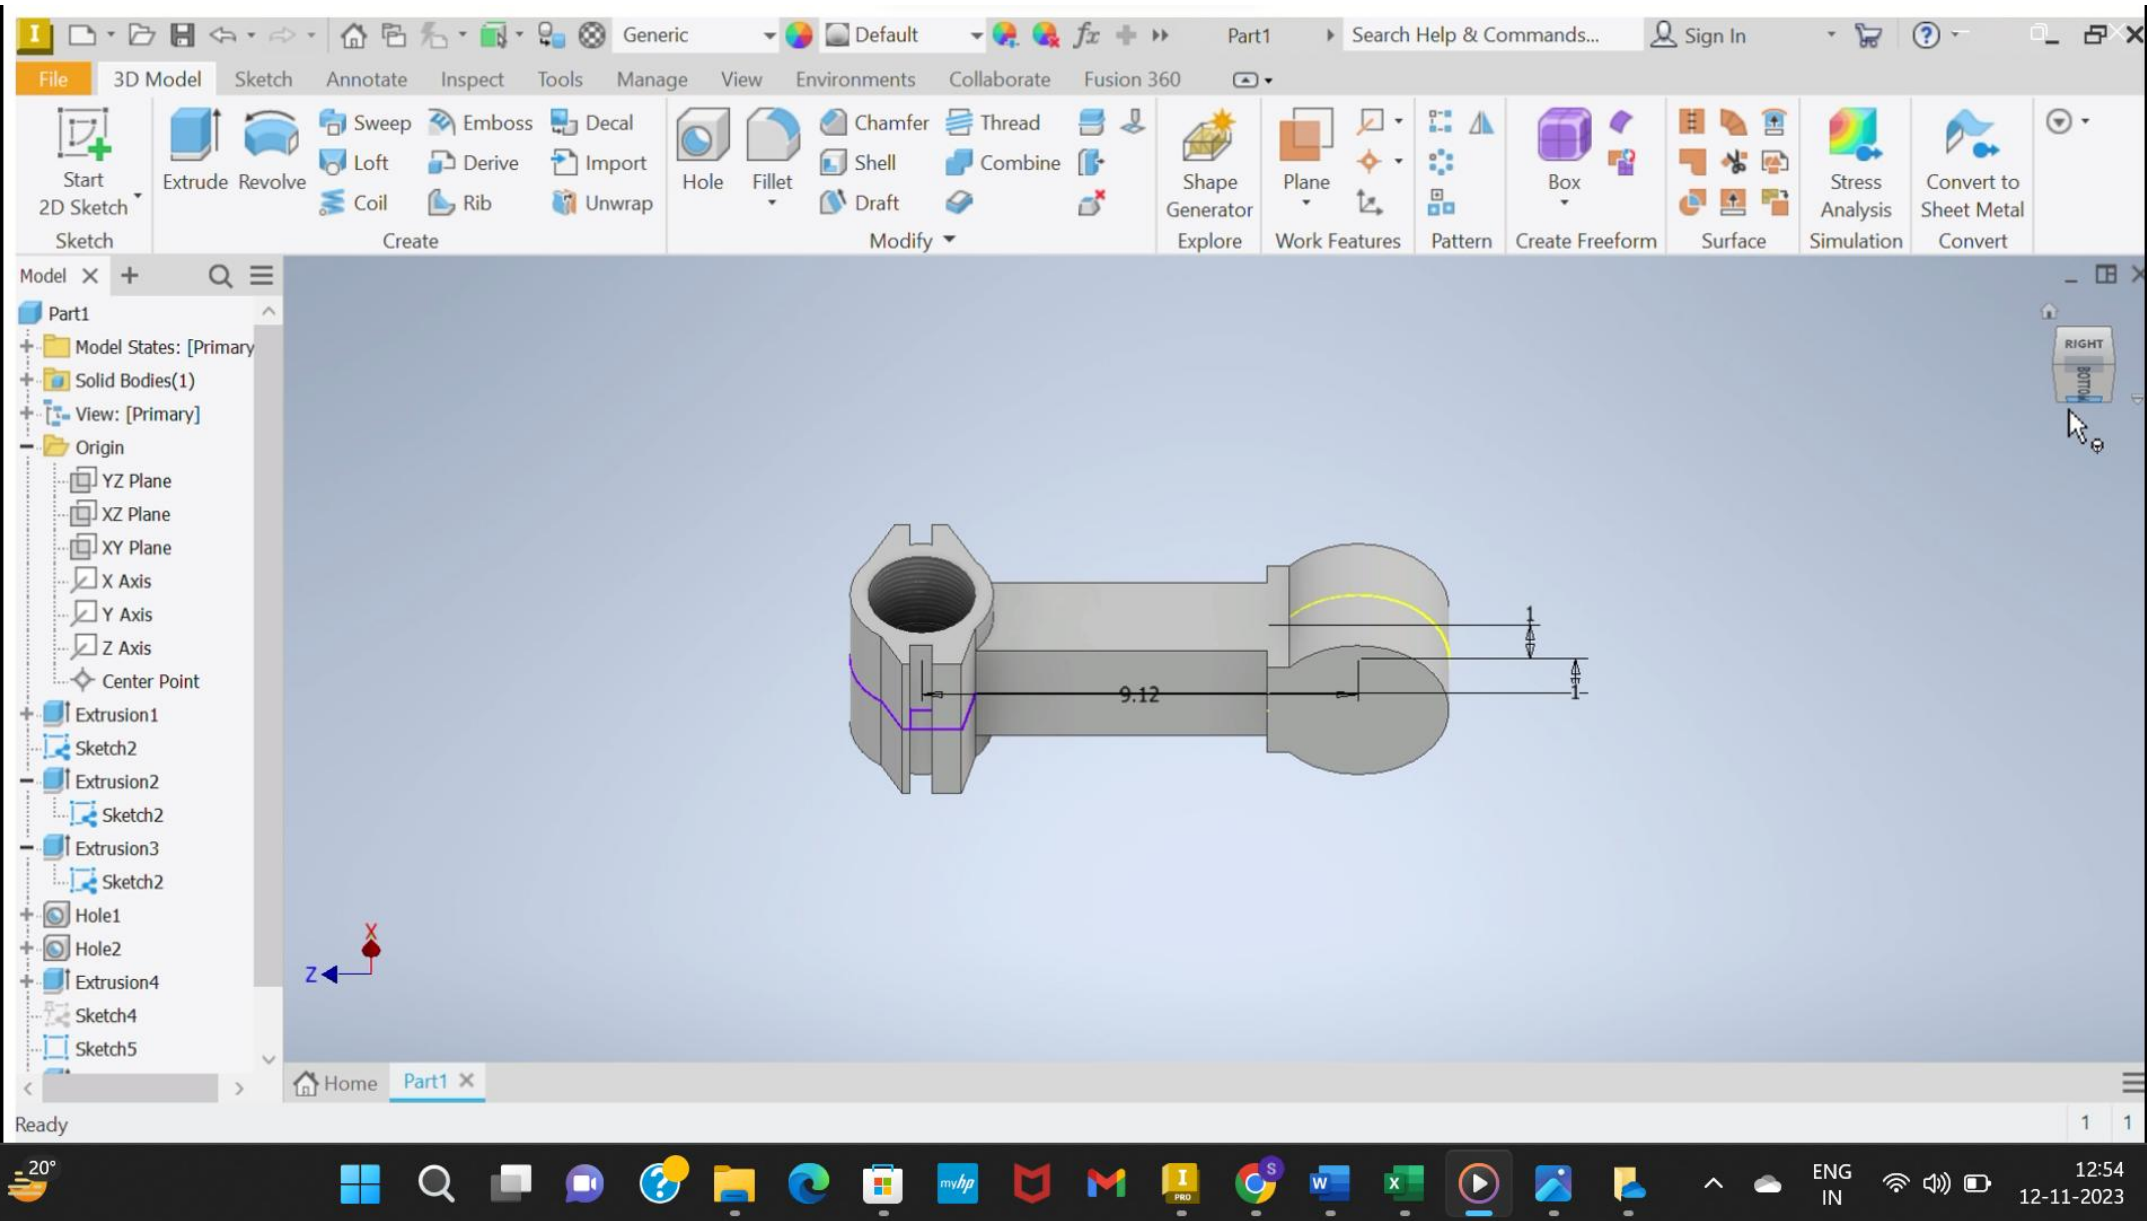 I Generic Default fx Part1 Search Help & Commands... Sign In ?
File 3D Model Sketch Annotate Inspect Tools Manage View Environments Collaborate Fusion 360
Start
2D Sketch
Extrude Revolve
Sweep Emboss Decal
Loft Derive Import
Coil Rib Unwrap
Hole Fillet
Chamfer Thread
Shell Combine
Draft
Shape
Generator
Plane
Box
Stress
Analysis
Convert to
Sheet Metal
Sketch Create Modify Explore Work Features Pattern Create Freeform Surface Simulation Convert
Model
Part1
Model States: [Primary
Solid Bodies(1)
View: [Primary]
Origin
YZ Plane
XZ Plane
XY Plane
X Axis
Y Axis
Z Axis
Center Point
Extrusion1
Sketch2
Extrusion2
Sketch2
Extrusion3
Sketch2
Hole1
Hole2
Extrusion4
Sketch4
Sketch5
RIGHT
BOTTOM
1
1
9.12
X
Z
Home Part1
Ready 1 1
20°
?
myhp
I
PRO
S
W
X
ENG
IN
12:54
12-11-2023